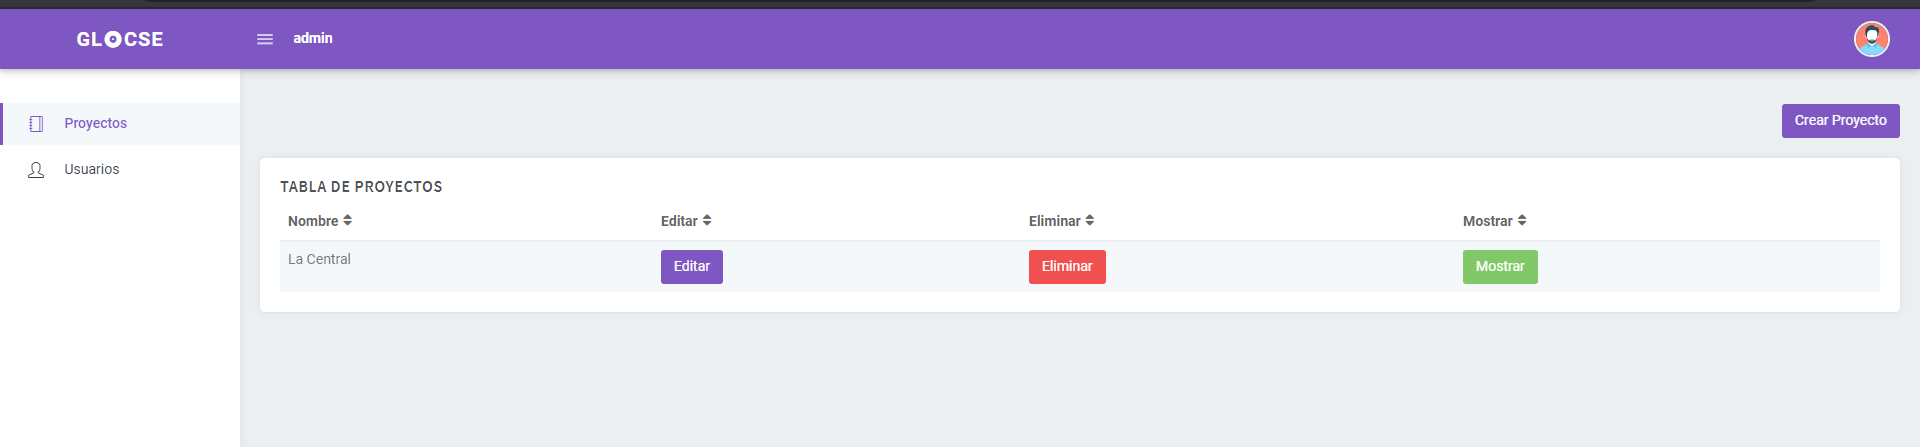 GLOCSE
admin
Proyectos
Usuarios
Crear Proyecto
TABLA DE PROYECTOS
Nombre Editar Eliminar Mostrar
La Central Editar Eliminar Mostrar